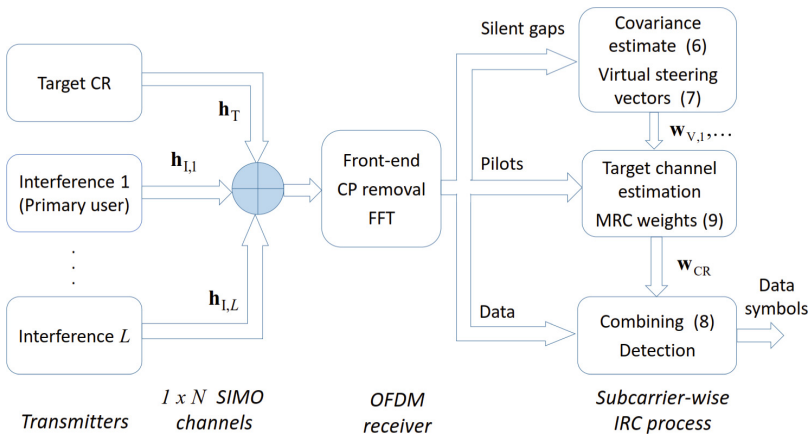 Target CR
h_T
Interference 1
(Primary user)
h_I,1
. . .
Interference L
h_I,L
Front-end
CP removal
FFT
Silent gaps
Pilots
Data
Covariance
estimate (6)
Virtual steering
vectors (7)
w_V,1,...
Target channel
estimation
MRC weights (9)
w_CR
Combining (8)
Detection
Data
symbols
Transmitters
1 x N SIMO
channels
OFDM
receiver
Subcarrier-wise
IRC process